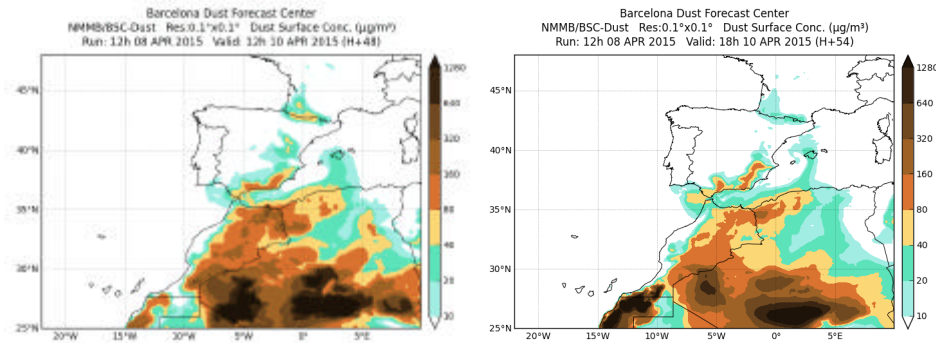 Barcelona Dust Forecast Center
NMMB/BSC-Dust Res:0.1°x0.1° Dust Surface Conc. (µg/m³)
Run: 12h 08 APR 2015 Valid: 12h 10 APR 2015 (H+48)
45°N
40°N
35°N
30°N
25°N
20°W
15°W
10°W
5°W
0°
5°E
1280
640
320
160
80
40
20
10
Barcelona Dust Forecast Center
NMMB/BSC-Dust Res:0.1°x0.1° Dust Surface Conc. (µg/m³)
Run: 12h 08 APR 2015 Valid: 18h 10 APR 2015 (H+54)
45°N
40°N
35°N
30°N
25°N
20°W
15°W
10°W
5°W
0°
5°E
1280
640
320
160
80
40
20
10